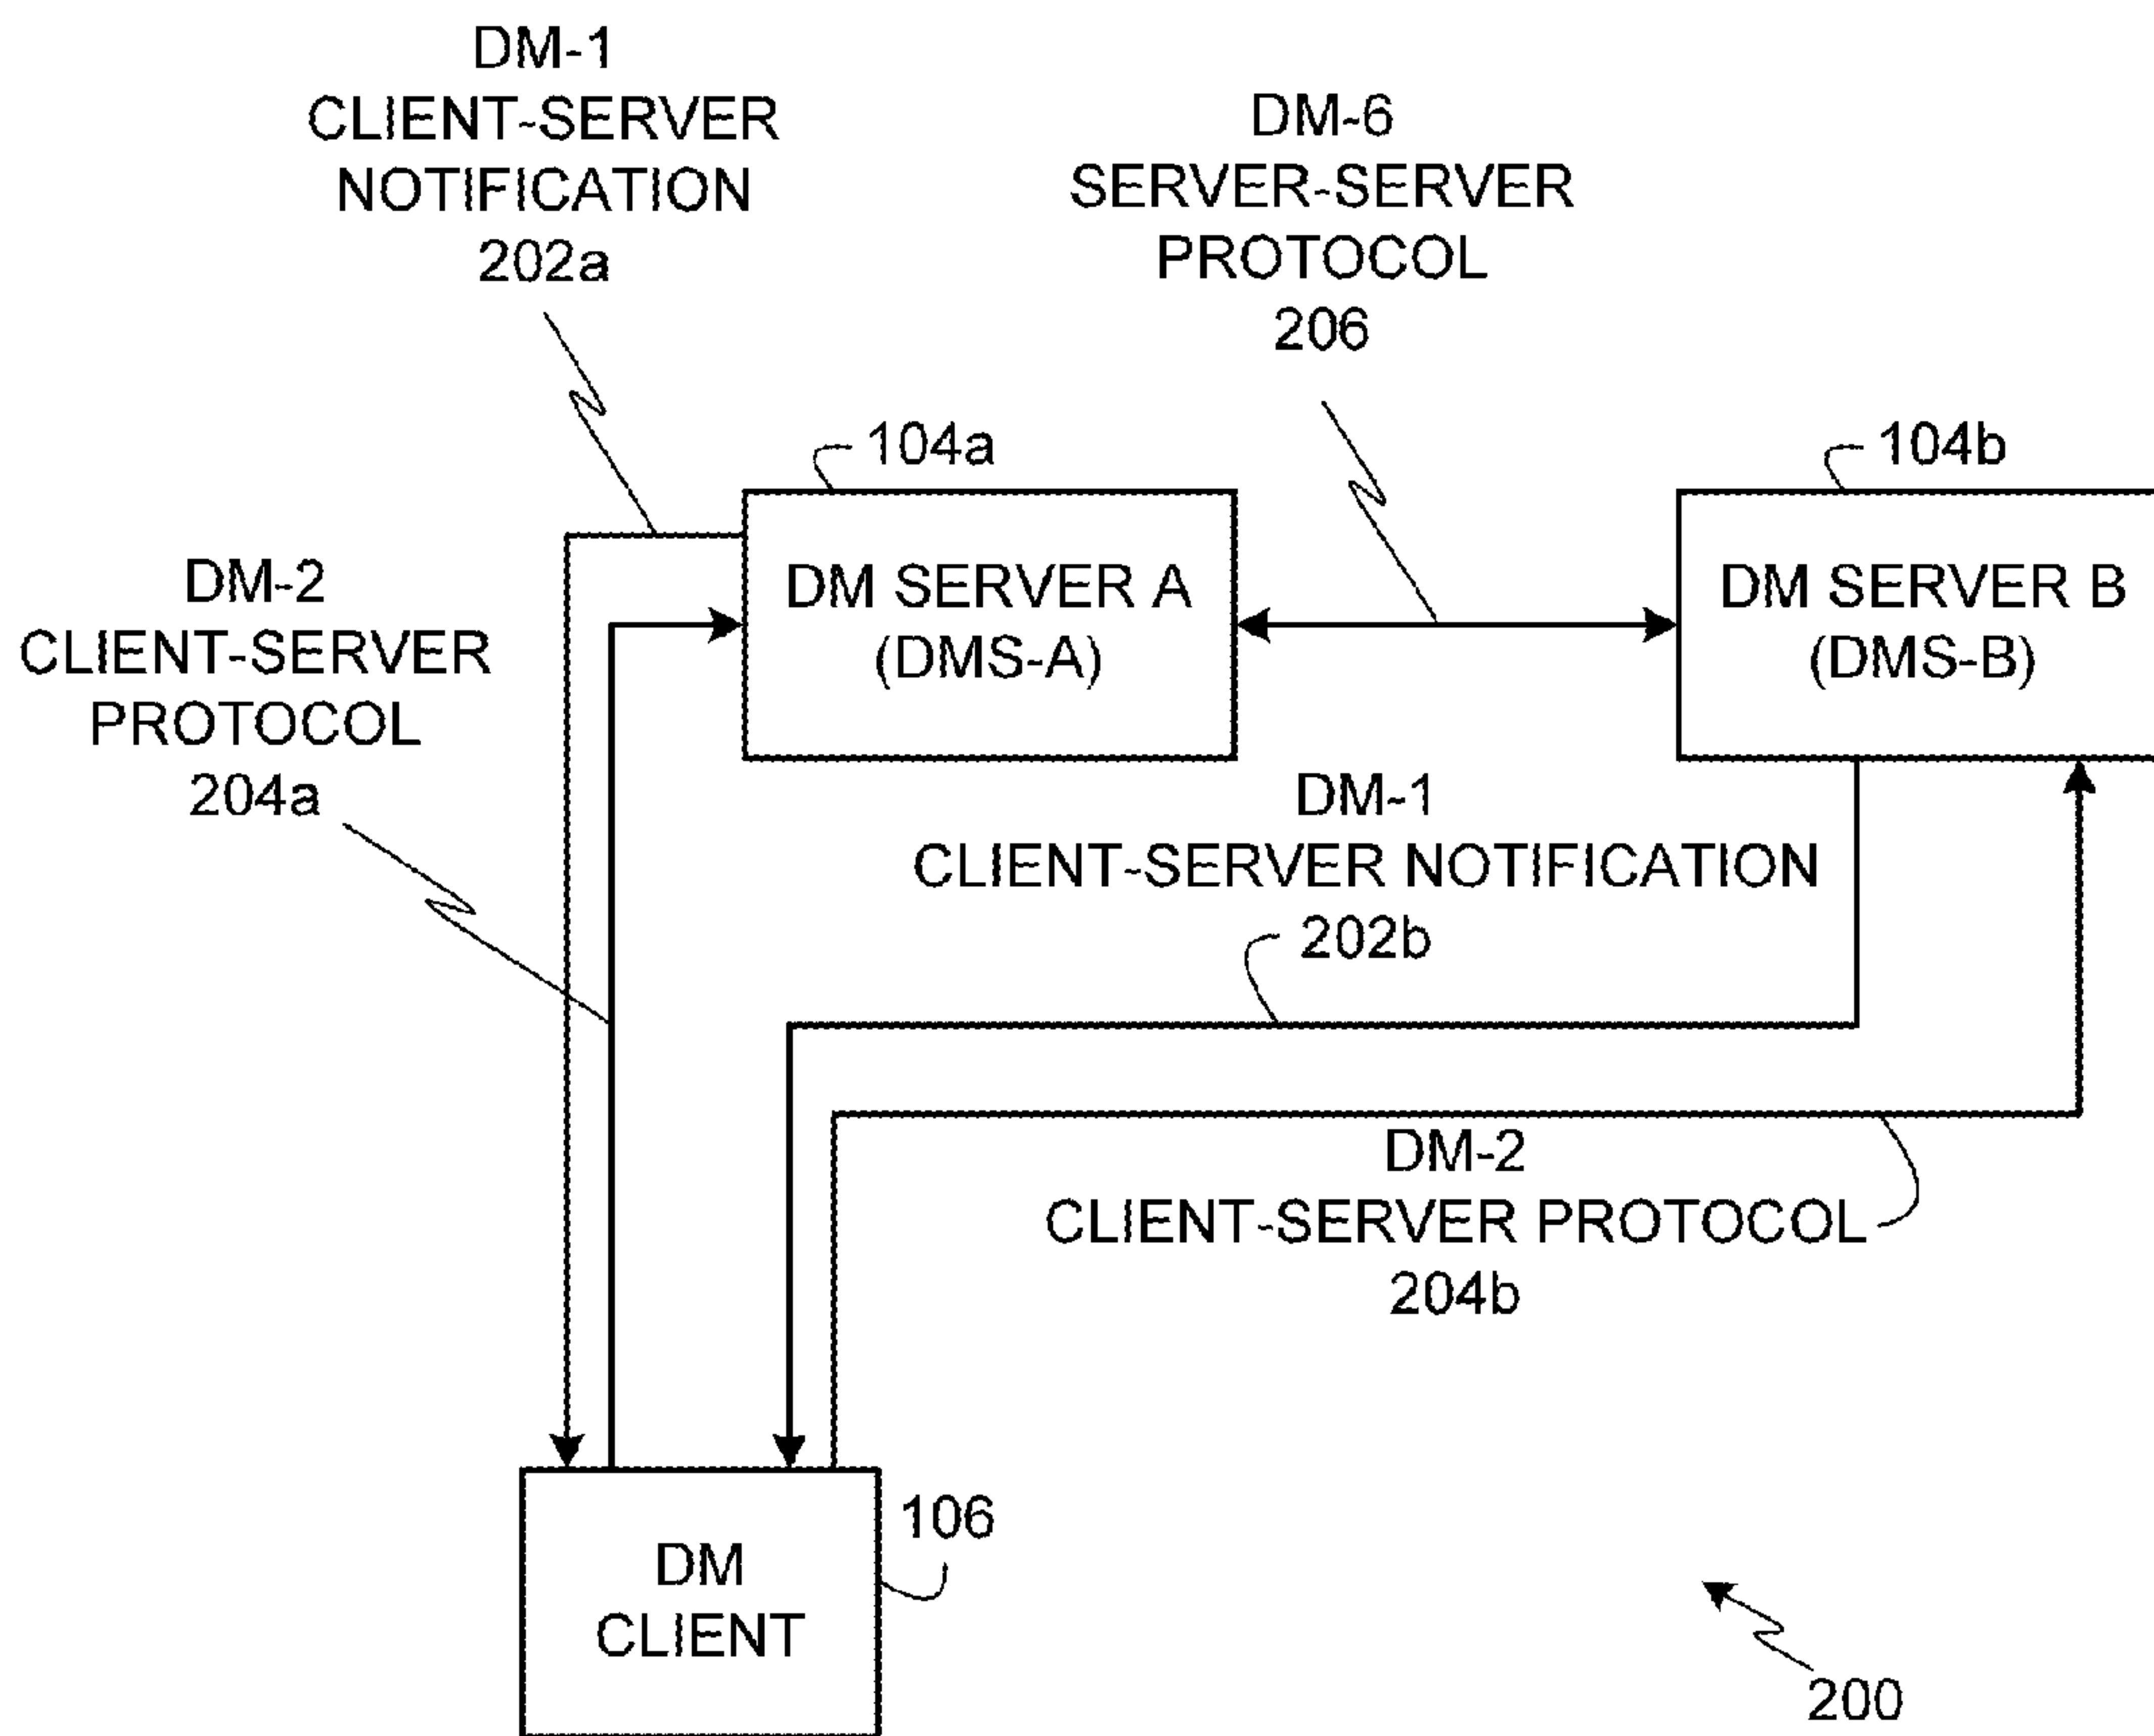 DM-1
CLIENT-SERVER
NOTIFICATION
202a
DM-6
SERVER-SERVER
PROTOCOL
206
104a
104b
DM-2
CLIENT-SERVER
PROTOCOL
204a
DM SERVER A
(DMS-A)
DM SERVER B
(DMS-B)
DM-1
CLIENT-SERVER NOTIFICATION
202b
DM-2
CLIENT-SERVER PROTOCOL
204b
106
DM
CLIENT
200